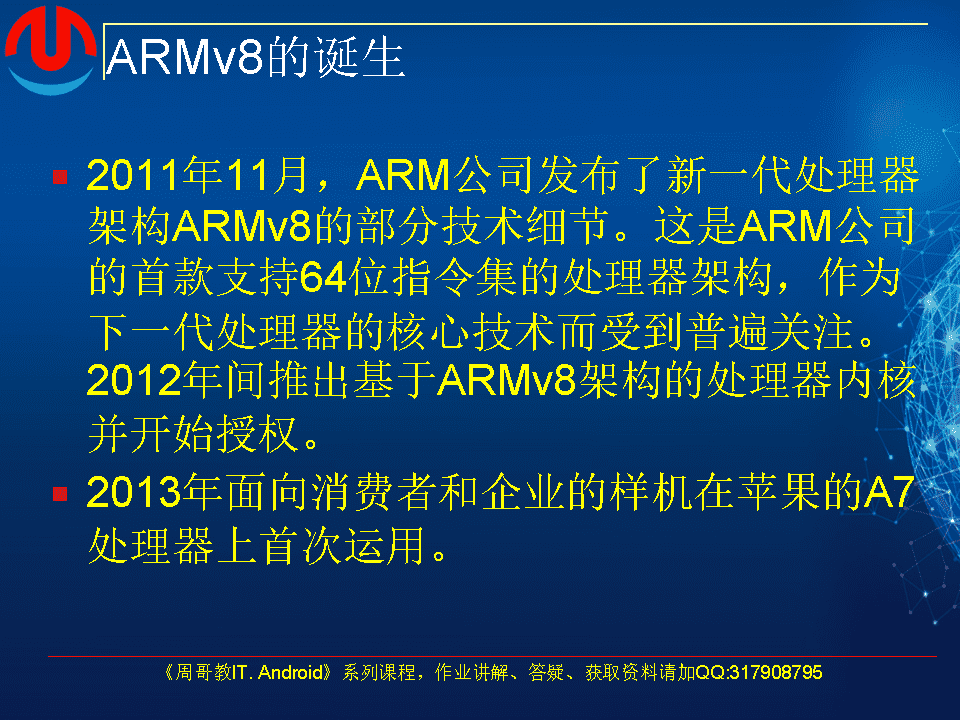 ARMv8的诞生
2011年11月，ARM公司发布了新一代处理器
架构ARMv8的部分技术细节。这是ARM公司
的首款支持64位指令集的处理器架构，作为
下一代处理器的核心技术而受到普遍关注。
2012年间推出基于ARMv8架构的处理器内核
并开始授权。
2013年面向消费者和企业的样机在苹果的A7
处理器上首次运用。
《周哥教IT. Android》系列课程，作业讲解、答疑、获取资料请加QQ:317908795